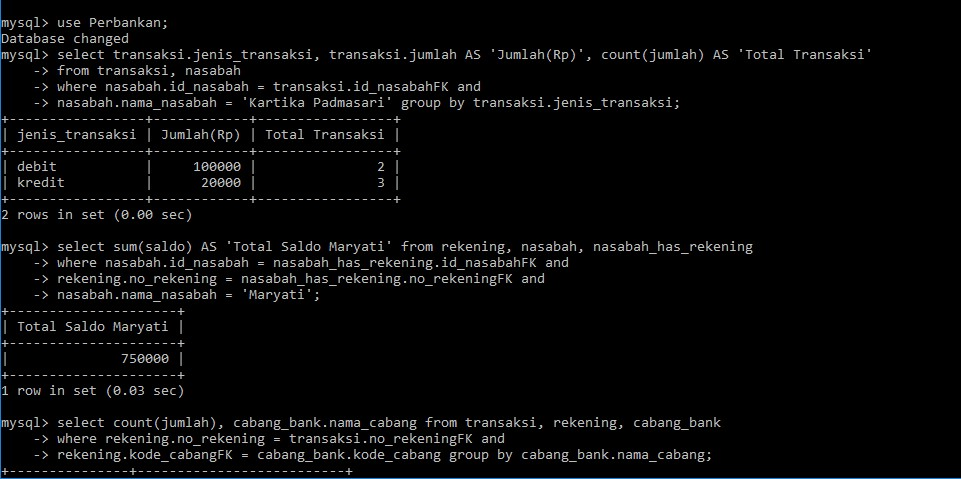 mysql> use Perbankan;
Database changed
mysql> select transaksi.jenis_transaksi, transaksi.jumlah AS 'Jumlah(Rp)', count(jumlah) AS 'Total Transaksi'
    -> from transaksi, nasabah
    -> where nasabah.id_nasabah = transaksi.id_nasabahFK and
    -> nasabah.nama_nasabah = 'Kartika Padmasari' group by transaksi.jenis_transaksi;
+-----------------+------------+-----------------+
| jenis_transaksi | Jumlah(Rp) | Total Transaksi |
+-----------------+------------+-----------------+
| debit           |     100000 |               2 |
| kredit          |      20000 |               3 |
+-----------------+------------+-----------------+
2 rows in set (0.00 sec)
mysql> select sum(saldo) AS 'Total Saldo Maryati' from rekening, nasabah, nasabah_has_rekening
    -> where nasabah.id_nasabah = nasabah_has_rekening.id_nasabahFK and
    -> rekening.no_rekening = nasabah_has_rekening.no_rekeningFK and
    -> nasabah.nama_nasabah = 'Maryati';
+---------------------+
| Total Saldo Maryati |
+---------------------+
|              750000 |
+---------------------+
1 row in set (0.03 sec)
mysql> select count(jumlah), cabang_bank.nama_cabang from transaksi, rekening, cabang_bank
    -> where rekening.no_rekening = transaksi.no_rekeningFK and
    -> rekening.kode_cabangFK = cabang_bank.kode_cabang group by cabang_bank.nama_cabang;
+---------------+--------------------------+